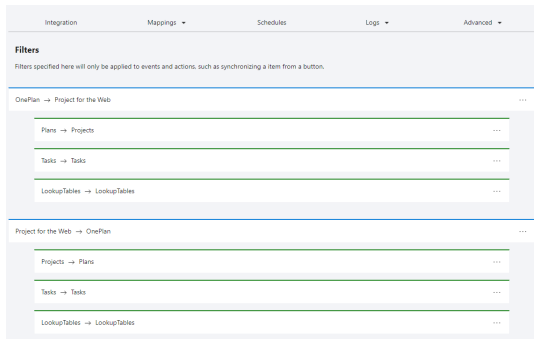 Integration Mappings Schedules Logs Advanced
Filters
Filters specified here will only be applied to events and actions, such as synchronizing a item from a button.
OnePlan → Project for the Web ...
Plans → Projects ...
Tasks → Tasks ...
LookupTables → LookupTables ...
Project for the Web → OnePlan ...
Projects → Plans ...
Tasks → Tasks ...
LookupTables → LookupTables ...